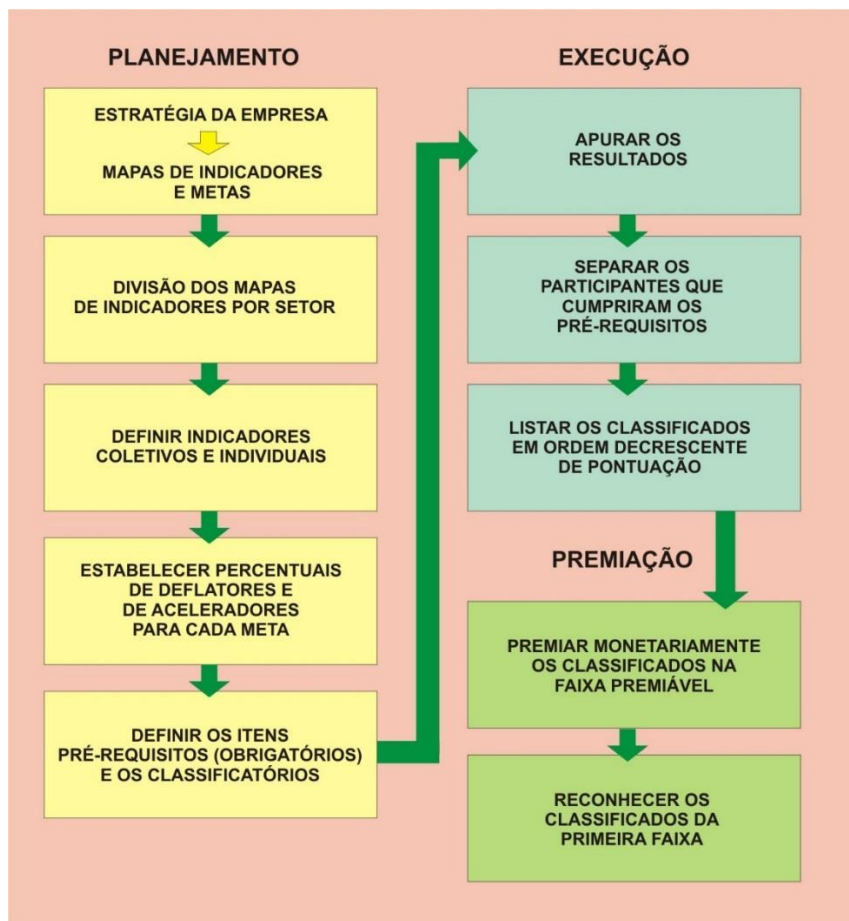 PLANEJAMENTO
ESTRATÉGIA DA EMPRESA
MAPAS DE INDICADORES
E METAS
DIVISÃO DOS MAPAS
DE INDICADORES POR SETOR
DEFINIR INDICADORES
COLETIVOS E INDIVIDUAIS
ESTABELECER PERCENTUAIS
DE DEFLATORES E
DE ACELERADORES
PARA CADA META
DEFINIR OS ITENS
PRÉ-REQUISITOS (OBRIGATÓRIOS)
E OS CLASSIFICATÓRIOS
EXECUÇÃO
APURAR OS
RESULTADOS
SEPARAR OS
PARTICIPANTES QUE
CUMPRIRAM OS
PRÉ-REQUISITOS
LISTAR OS CLASSIFICADOS
EM ORDEM DECRESCENTE
DE PONTUAÇÃO
PREMIAÇÃO
PREMIAR MONETARIAMENTE
OS CLASSIFICADOS NA
FAIXA PREMIÁVEL
RECONHECER OS
CLASSIFICADOS DA
PRIMEIRA FAIXA